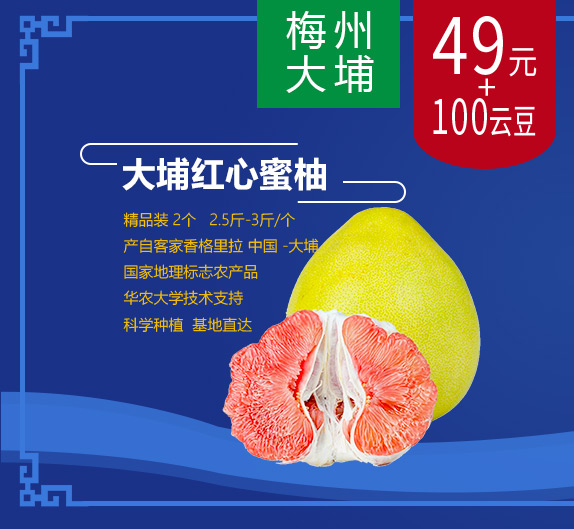 梅州
大埔
49元
+
100云豆
大埔红心蜜柚
精品装 2个 2.5斤-3斤/个
产自客家香格里拉 中国 -大埔
国家地理标志农产品
华农大学技术支持
科学种植 基地直达